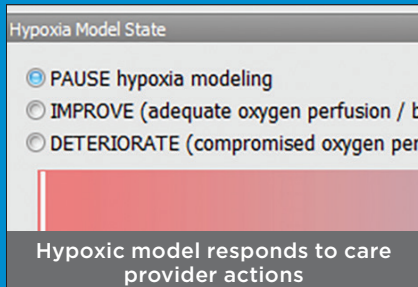 Hypoxia Model State
PAUSE hypoxia modeling
IMPROVE (adequate oxygen perfusion /
DETERIORATE (compromised oxygen
Hypoxic model responds to care
provider actions